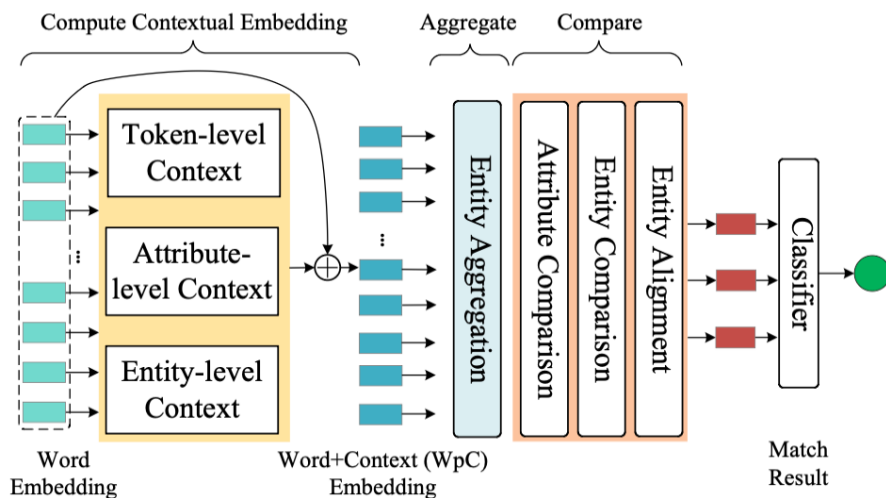 Compute Contextual Embedding
Aggregate
Compare
Token-level
Context
Attribute-
level Context
Entity-level
Context
Entity Aggregation
Attribute Comparison
Entity Comparison
Entity Alignment
Classifier
Word
Embedding
Word+Context (WpC)
Embedding
Match
Result